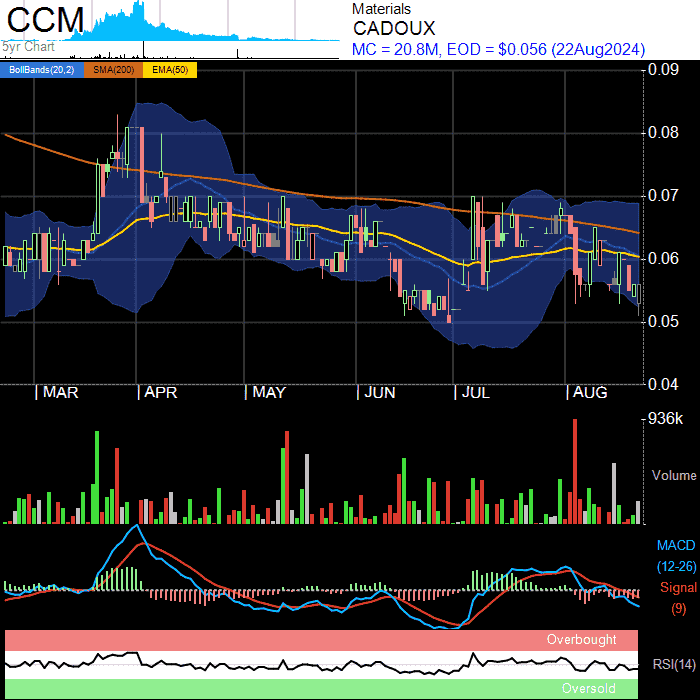 CCM
5yr Chart
Materials
CADOUX
MC = 20.8M, EOD = $0.056 (22Aug2024)
BollBands(20,2) SMA(200) EMA(50)
0.09
0.08
0.07
0.06
0.05
0.04
MAR APR MAY JUN JUL AUG
936k
Volume
MACD
(12-26)
Signal
(9)
Overbought
RSI(14)
Oversold